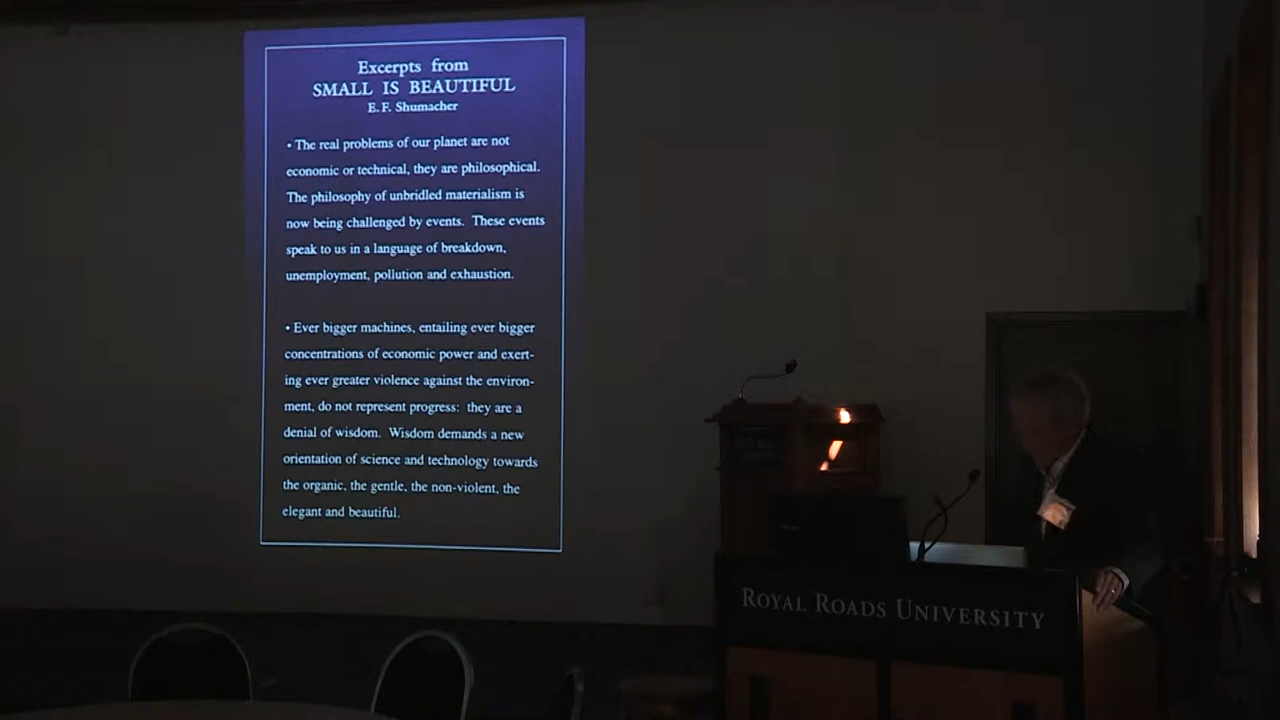 Excerpts from
SMALL IS BEAUTIFUL
E. F. Shumacher
• The real problems of our planet are not
economic or technical, they are philosophical.
The philosophy of unbridled materialism is
now being challenged by events. These events
speak to us in a language of breakdown,
unemployment, pollution and exhaustion.
• Ever bigger machines, entailing ever bigger
concentrations of economic power and exert-
ing ever greater violence against the environ-
ment, do not represent progress: they are a
denial of wisdom. Wisdom demands a new
orientation of science and technology towards
the organic, the gentle, the non-violent, the
elegant and beautiful.
ROYAL ROADS UNIVERSITY